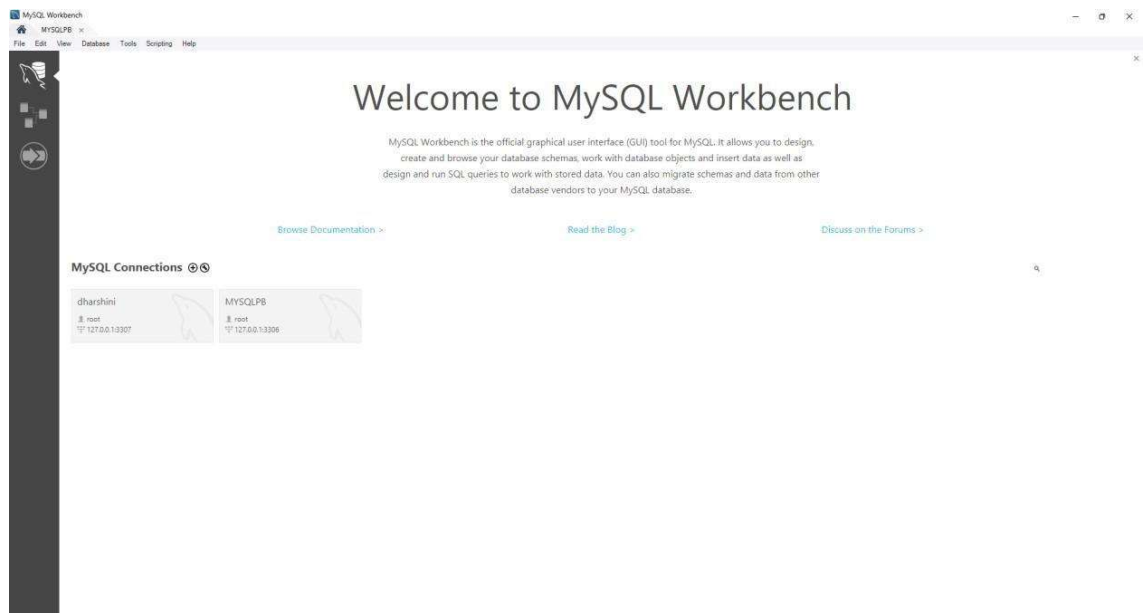 MySQL Workbench
MYSQLPB ×
File Edit View Database Tools Scripting Help
Welcome to MySQL Workbench
MySQL Workbench is the official graphical user interface (GUI) tool for MySQL. It allows you to design,
create and browse your database schemas, work with database objects and insert data as well as
design and run SQL queries to work with stored data. You can also migrate schemas and data from other
database vendors to your MySQL database.
Browse Documentation >
Read the Blog >
Discuss on the Forums >
MySQL Connections
dharshini
root
127.0.0.1:3307
MYSQLPB
root
127.0.0.1:3306